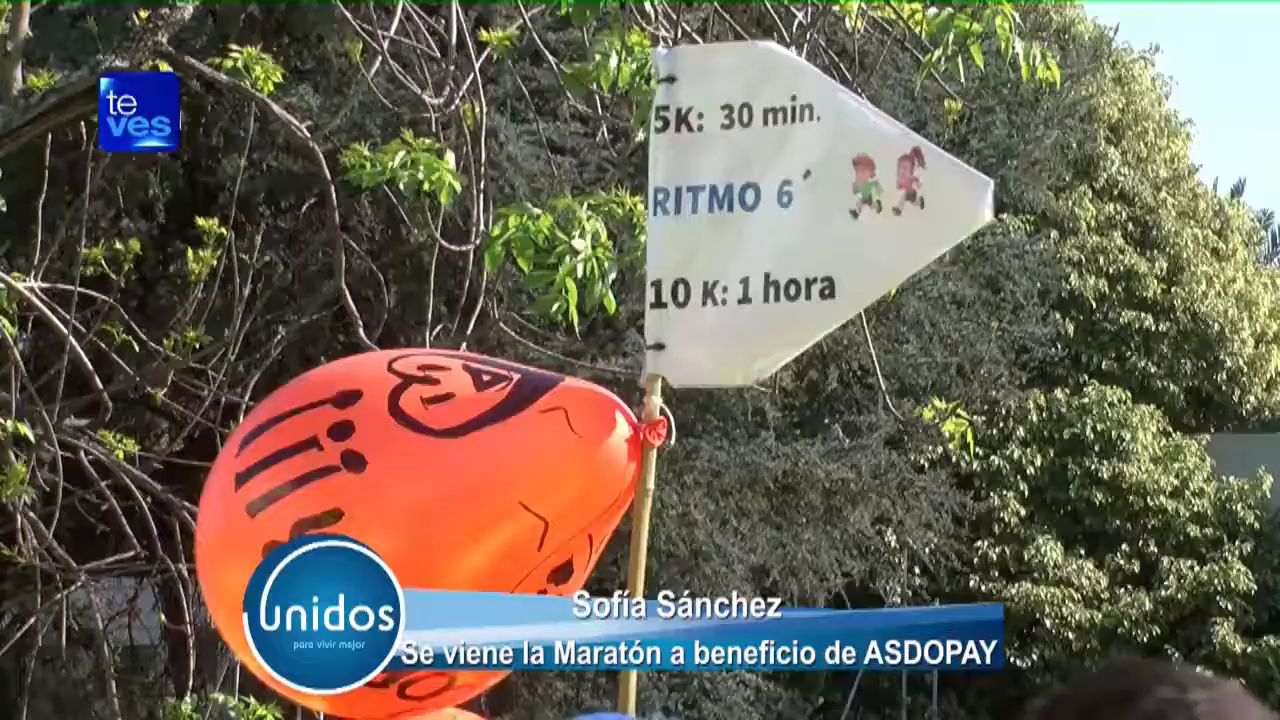 te
ves
5K: 30 min.
RITMO 6´
10 K: 1 hora
unidos
para vivir mejor
Sofía Sánchez
Se viene la Maratón a beneficio de ASDOPAY